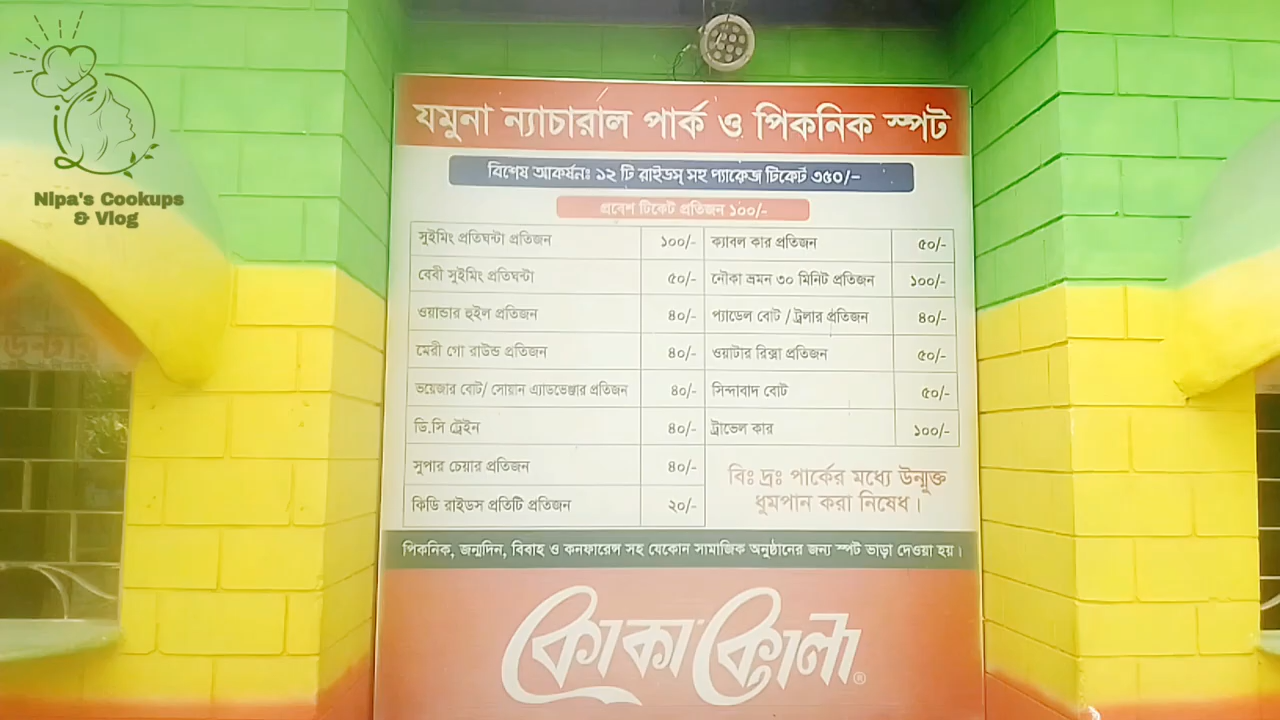 Nipa's Cookups
& Vlog
যমুনা ন্যাচার্রাল পার্ক ও পিকনিক স্পট
বিশেষ আকর্ষনঃ ১২ টি রাইডস্ সহ প্যাকেজ টিকেট ৩৫০/-
প্রবেশ টিকেট প্রতিজন ১০০/-
সুইমিং প্রতিঘন্টা প্রতিজন ১০০/- ক্যাবল কার প্রতিজন ৫০/-
বেবী সুইমিং প্রতিঘন্টা ৫০/- নৌকা ভ্রমন ৩০ মিনিট প্রতিজন ১০০/-
ওয়ান্ডার হুইল প্রতিজন ৪০/- প্যাডেল বোট / ট্রলার প্রতিজন ৪০/-
মেরী গো রাউন্ড প্রতিজন ৪০/- ওয়াটার রিক্সা প্রতিজন ৫০/-
ভয়েজার বোট/ সোয়ান এ্যাডভেঞ্জার প্রতিজন ৪০/- সিন্দাবাদ বোট ৫০/-
ডি.সি ট্রেইন ৪০/- ট্রাভেল কার ১০০/-
সুপার চেয়ার প্রতিজন ৪০/-
কিডি রাইডস প্রতিটি প্রতিজন ২০/-
বিঃ দ্রঃ পার্কের মধ্যে উন্মুক্ত
ধুমপান করা নিষেধ।
পিকনিক, জন্মদিন, বিবাহ ও কনফারেন্স সহ যেকোন সামাজিক অনুষ্ঠানের জন্য স্পট ভাড়া দেওয়া হয়।
কোকা কোলা ®